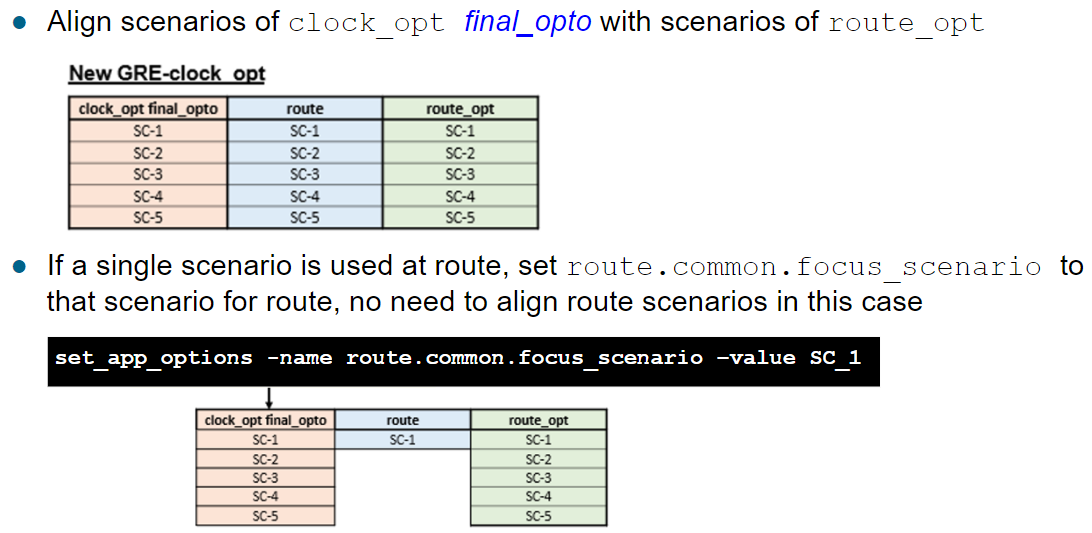 Align scenarios of clock_opt final_opto with scenarios of route_opt
New GRE-clock_opt
clock_opt final_opto route route_opt
SC-1 SC-1 SC-1
SC-2 SC-2 SC-2
SC-3 SC-3 SC-3
SC-4 SC-4 SC-4
SC-5 SC-5 SC-5
If a single scenario is used at route, set route.common.focus_scenario to
that scenario for route, no need to align route scenarios in this case
set_app_options -name route.common.focus_scenario –value SC_1
clock_opt final_opto route route_opt
SC-1 SC-1 SC-1
SC-2 SC-2
SC-3 SC-3
SC-4 SC-4
SC-5 SC-5